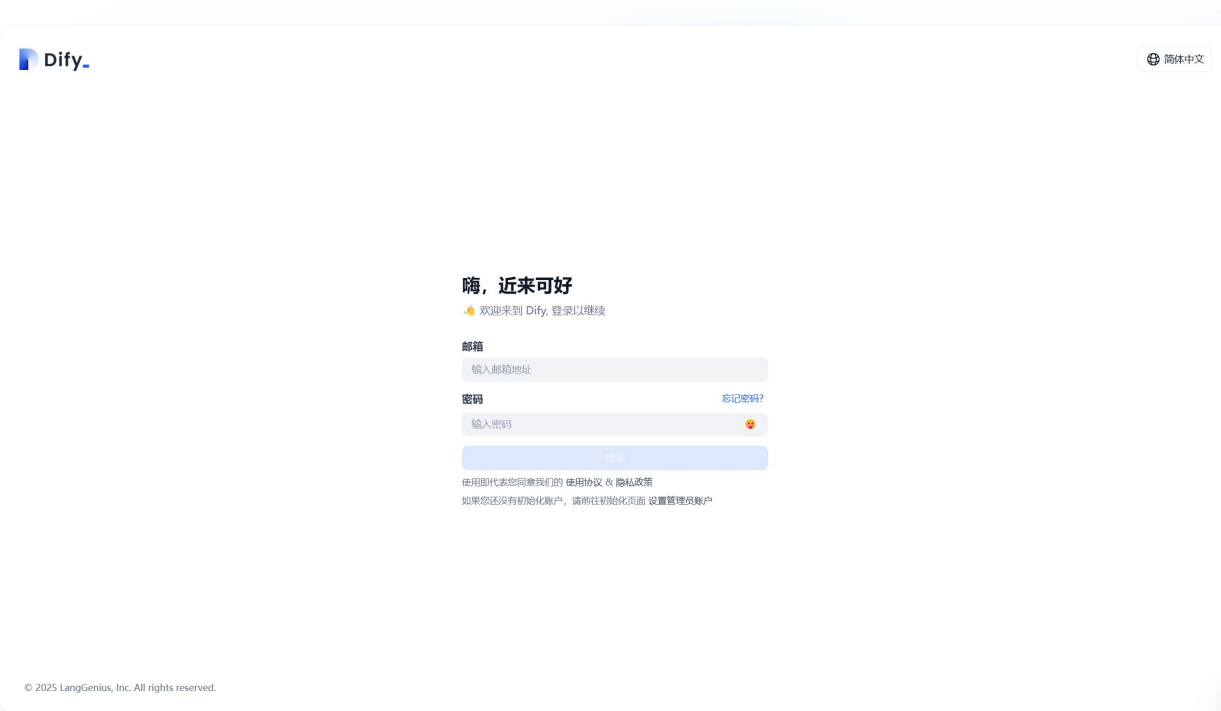 Dify_
简体中文
嗨，近来可好
👋 欢迎来到 Dify, 登录以继续
邮箱
输入邮箱地址
密码 忘记密码?
输入密码
登录
使用即代表您同意我们的 使用协议 & 隐私政策
如果您还没有初始化账户，请前往初始化页面 设置管理员账户
© 2025 LangGenius, Inc. All rights reserved.